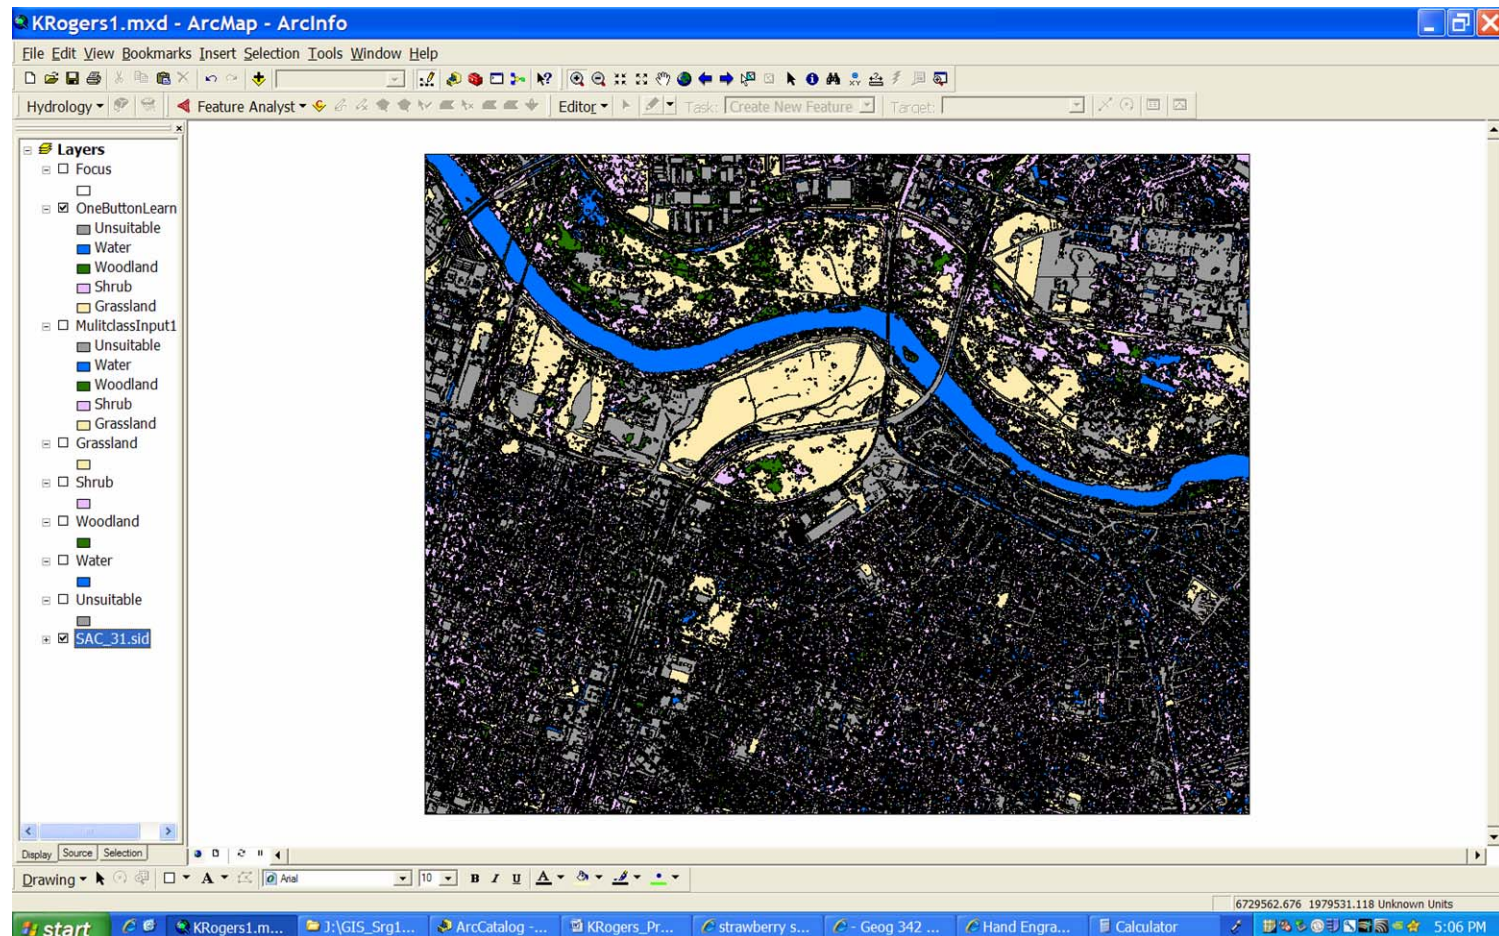 KRogers1.mxd - ArcMap - ArcInfo
File Edit View Bookmarks Insert Selection Tools Window Help
Hydrology Feature Analyst Editor Task: Create New Feature Target:
Layers
Focus
OneButtonLearn
Unsuitable
Water
Woodland
Shrub
Grassland
MulitclassInput1
Unsuitable
Water
Woodland
Shrub
Grassland
Grassland
Shrub
Woodland
Water
Unsuitable
SAC_31.sid
Display Source Selection
Drawing A Arial 10 B I U A
6729562.676 1979531.118 Unknown Units
start KRogers1.m... J:\GIS_Srg1... ArcCatalog -... KRogers_Pr... strawberry s... - Geog 342 ... Hand Engra... Calculator 5:06 PM